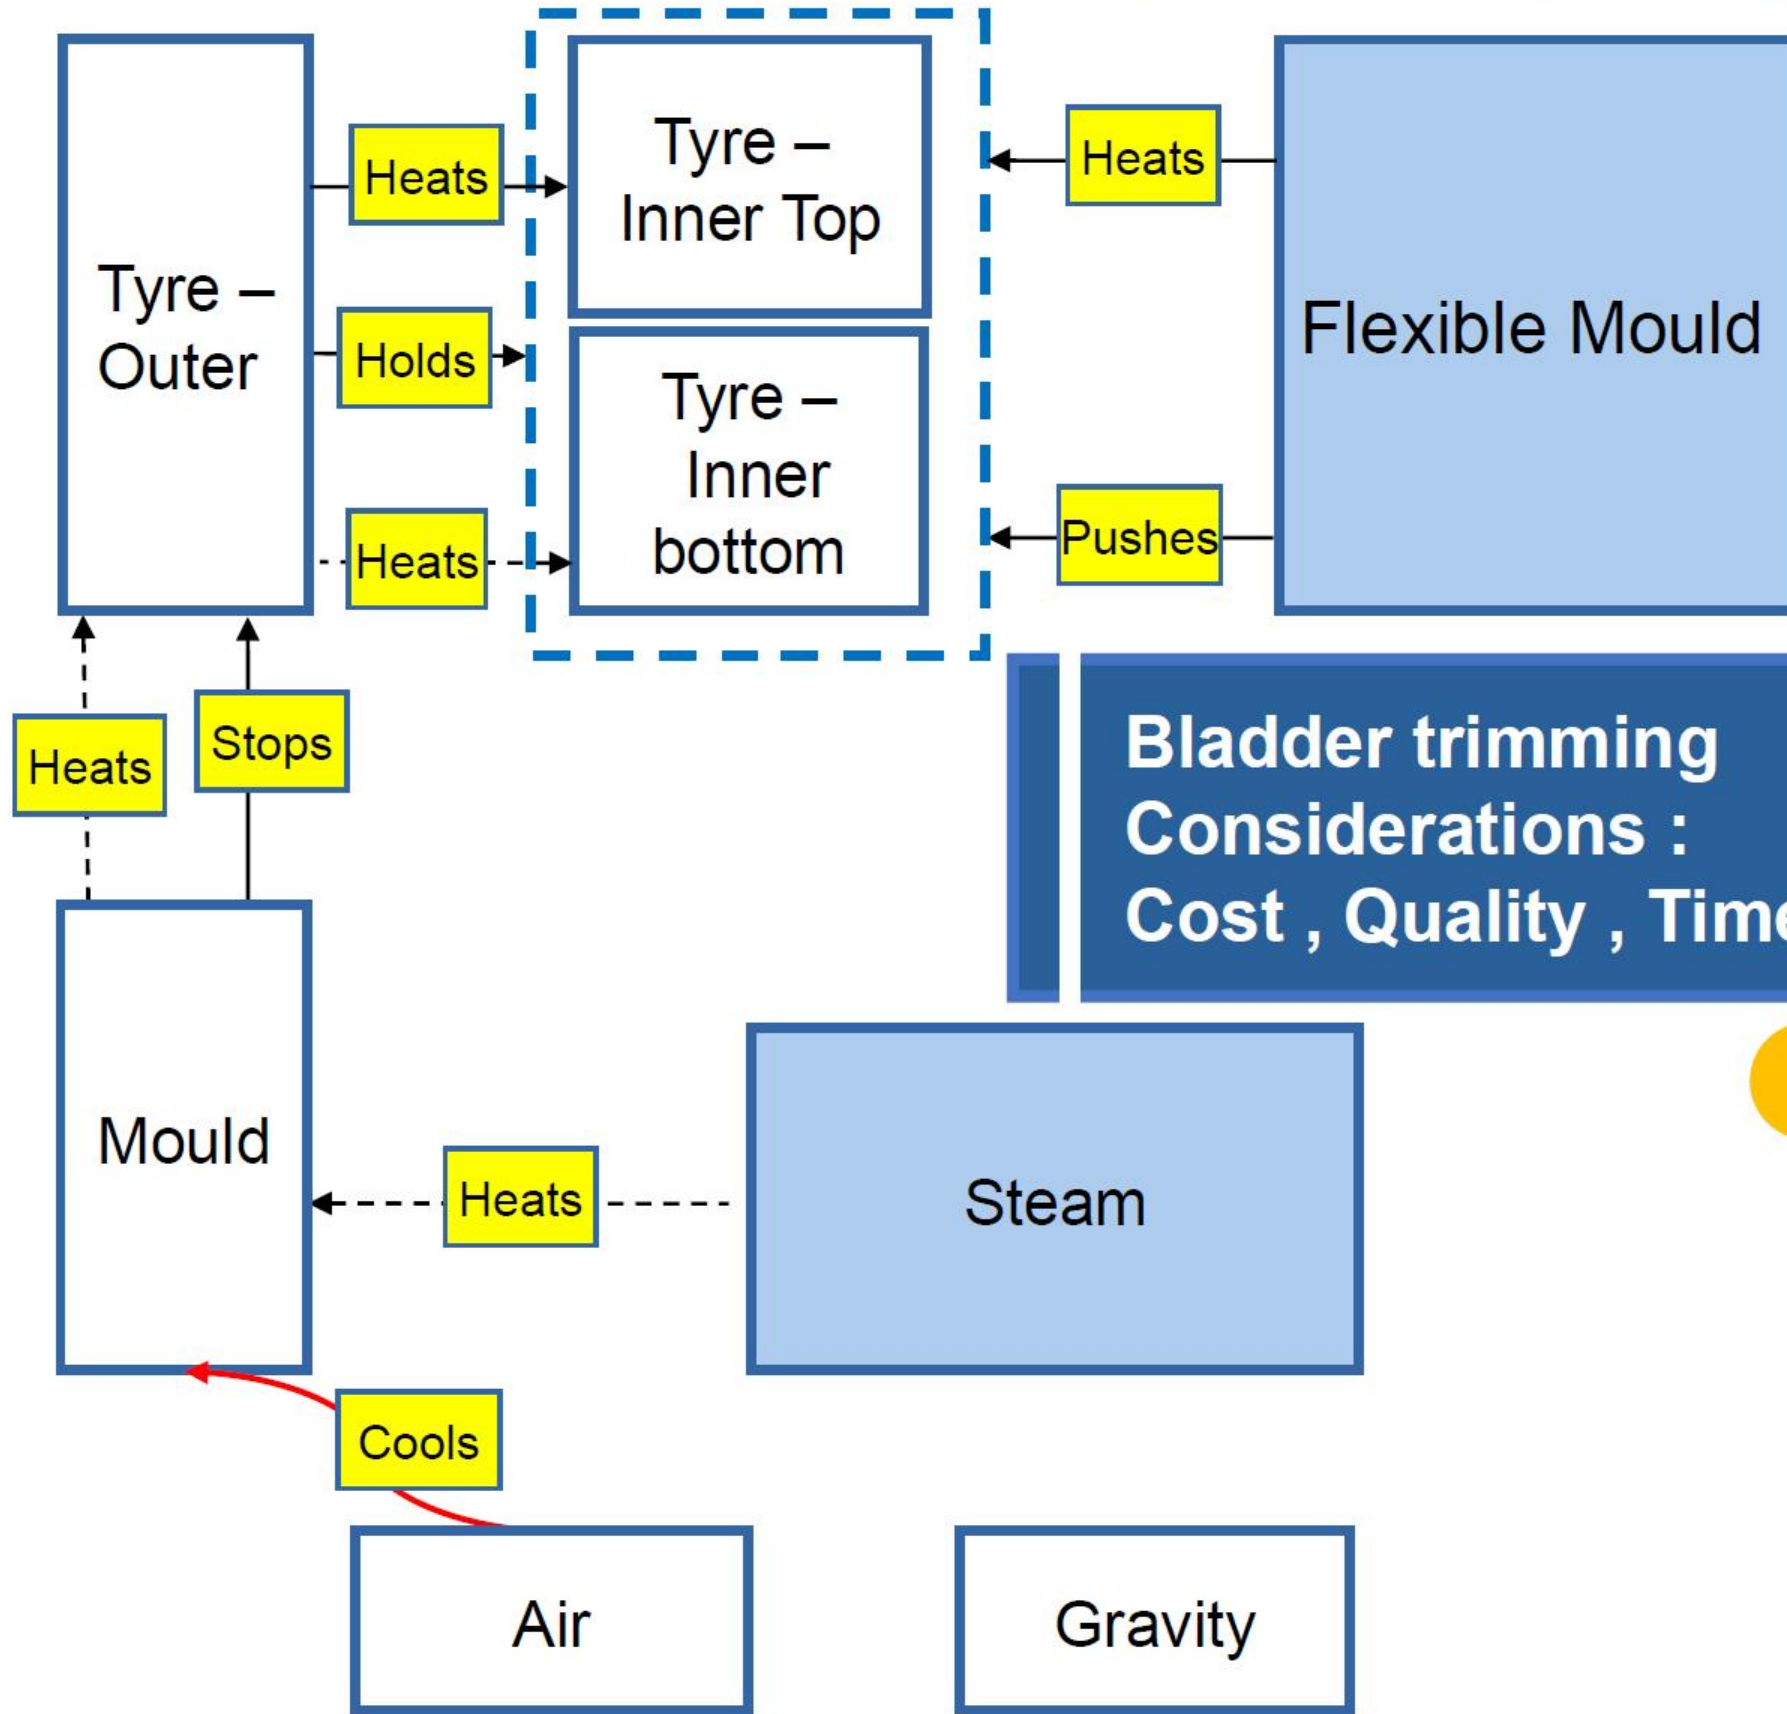 Tyre –
Outer
Heats
Holds
Heats
Tyre –
Inner Top
Tyre –
Inner
bottom
Heats
Pushes
Flexible Mould
Heats
Stops
Bladder trimming
Considerations :
Cost , Quality , Time
Mould
Heats
Steam
Cools
Air
Gravity